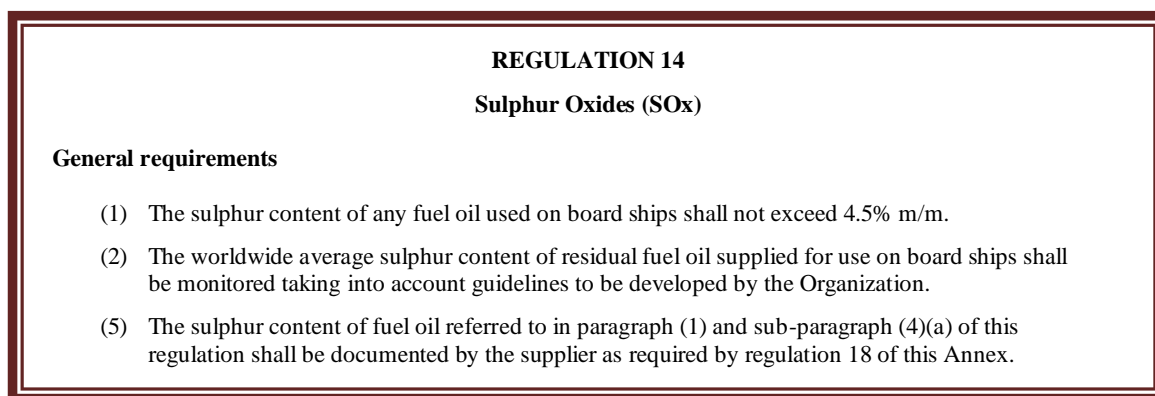 REGULATION 14
Sulphur Oxides (SOx)
General requirements
(1) The sulphur content of any fuel oil used on board ships shall not exceed 4.5% m/m.
(2) The worldwide average sulphur content of residual fuel oil supplied for use on board ships shall
be monitored taking into account guidelines to be developed by the Organization.
(5) The sulphur content of fuel oil referred to in paragraph (1) and sub-paragraph (4)(a) of this
regulation shall be documented by the supplier as required by regulation 18 of this Annex.